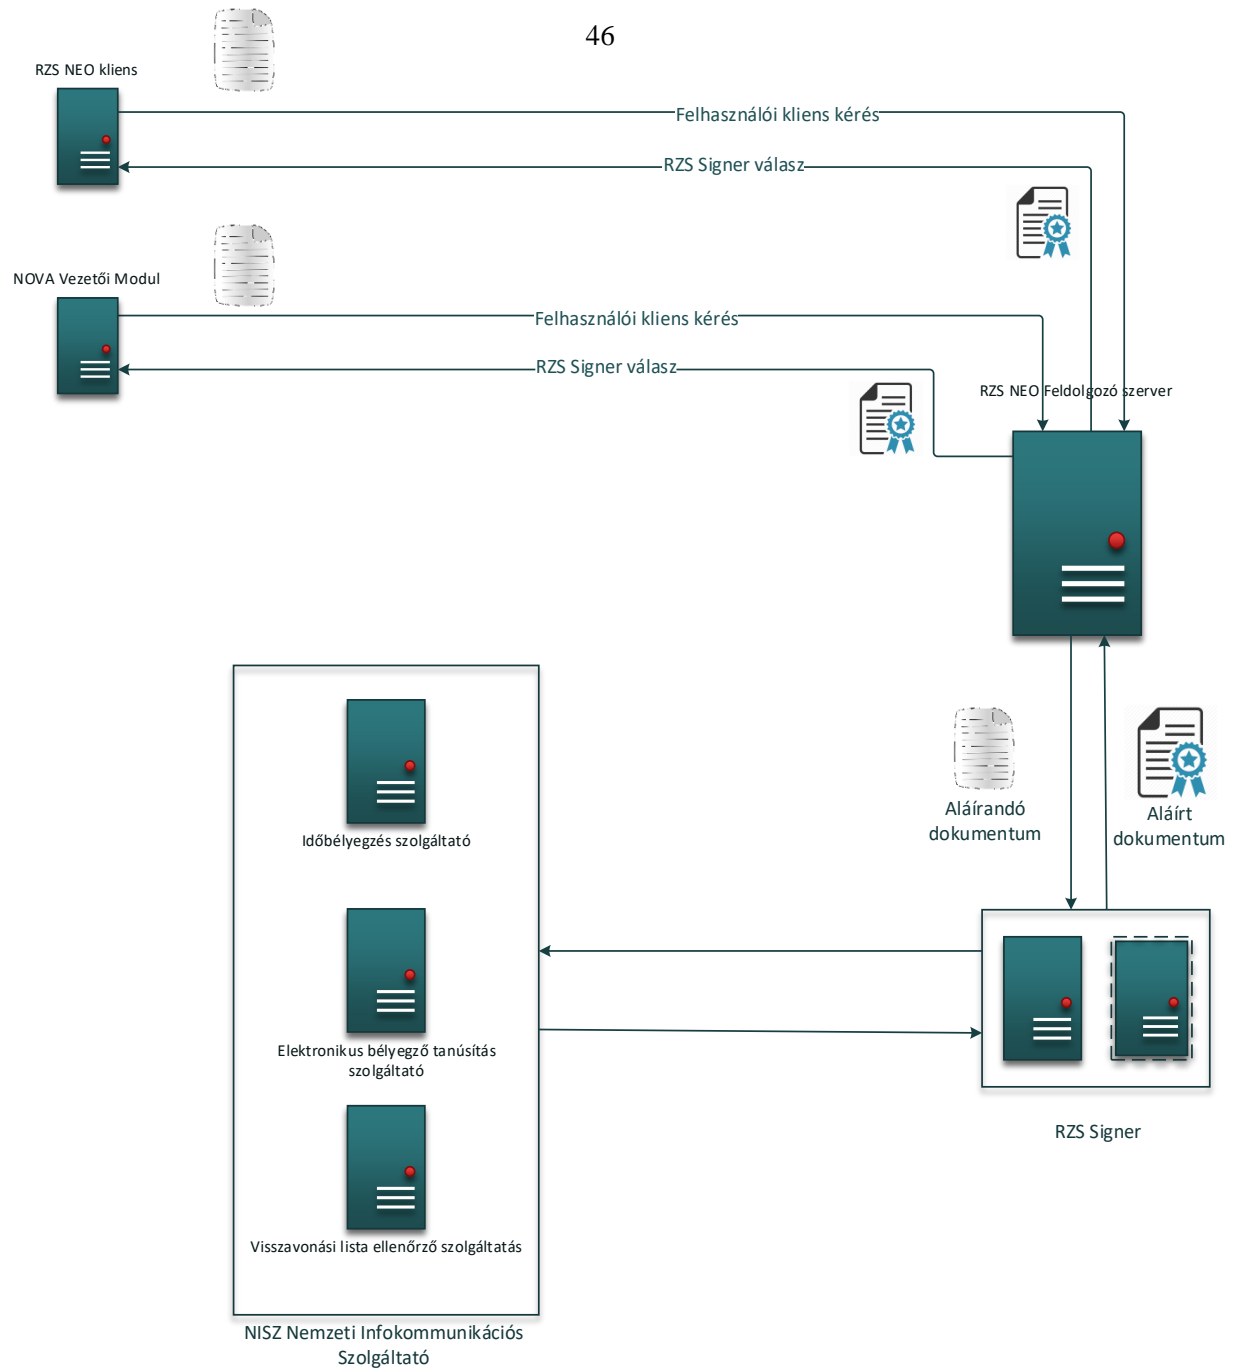 46
RZS NEO kliens
Felhasználói kliens kérés
RZS Signer válasz
NOVA Vezetői Modul
Felhasználói kliens kérés
RZS Signer válasz
RZS NEO Feldolgozó szerver
Aláírandó
dokumentum
Aláírt
dokumentum
Időbélyegzés szolgáltató
Elektronikus bélyegző tanúsítás
szolgáltató
RZS Signer
Visszavonási lista ellenőrző szolgáltatás
NISZ Nemzeti Infokommunikációs
Szolgáltató